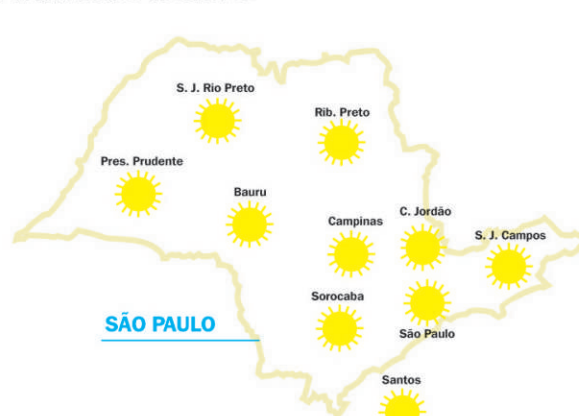 S. J. Rio Preto
Rib. Preto
Pres. Prudente
Bauru
Campinas
C. Jordão
S. J. Campos
Sorocaba
SÃO PAULO
São Paulo
Santos